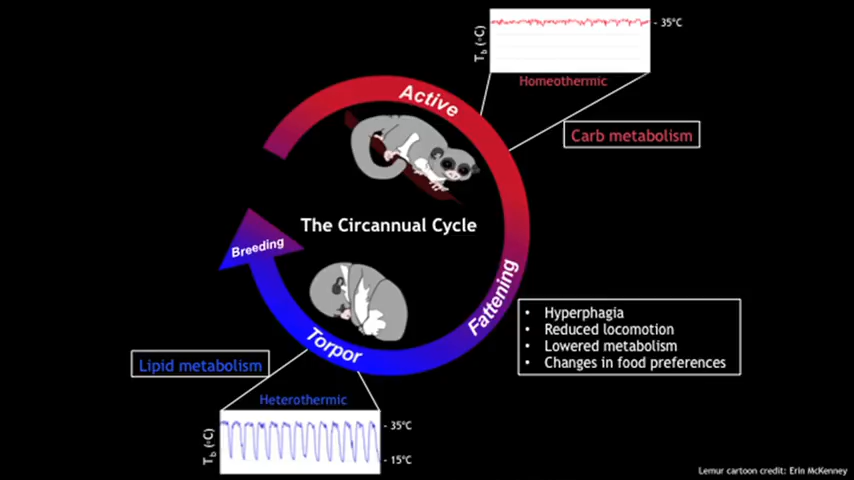 Tb (°C)
- 35°C
Homeothermic
Active
Carb metabolism
The Circannual Cycle
Breeding
Fattening
• Hyperphagia
• Reduced locomotion
• Lowered metabolism
• Changes in food preferences
Torpor
Lipid metabolism
Heterothermic
Tb (°C)
- 35°C
- 15°C
Lemur cartoon credit: Erin McKenney